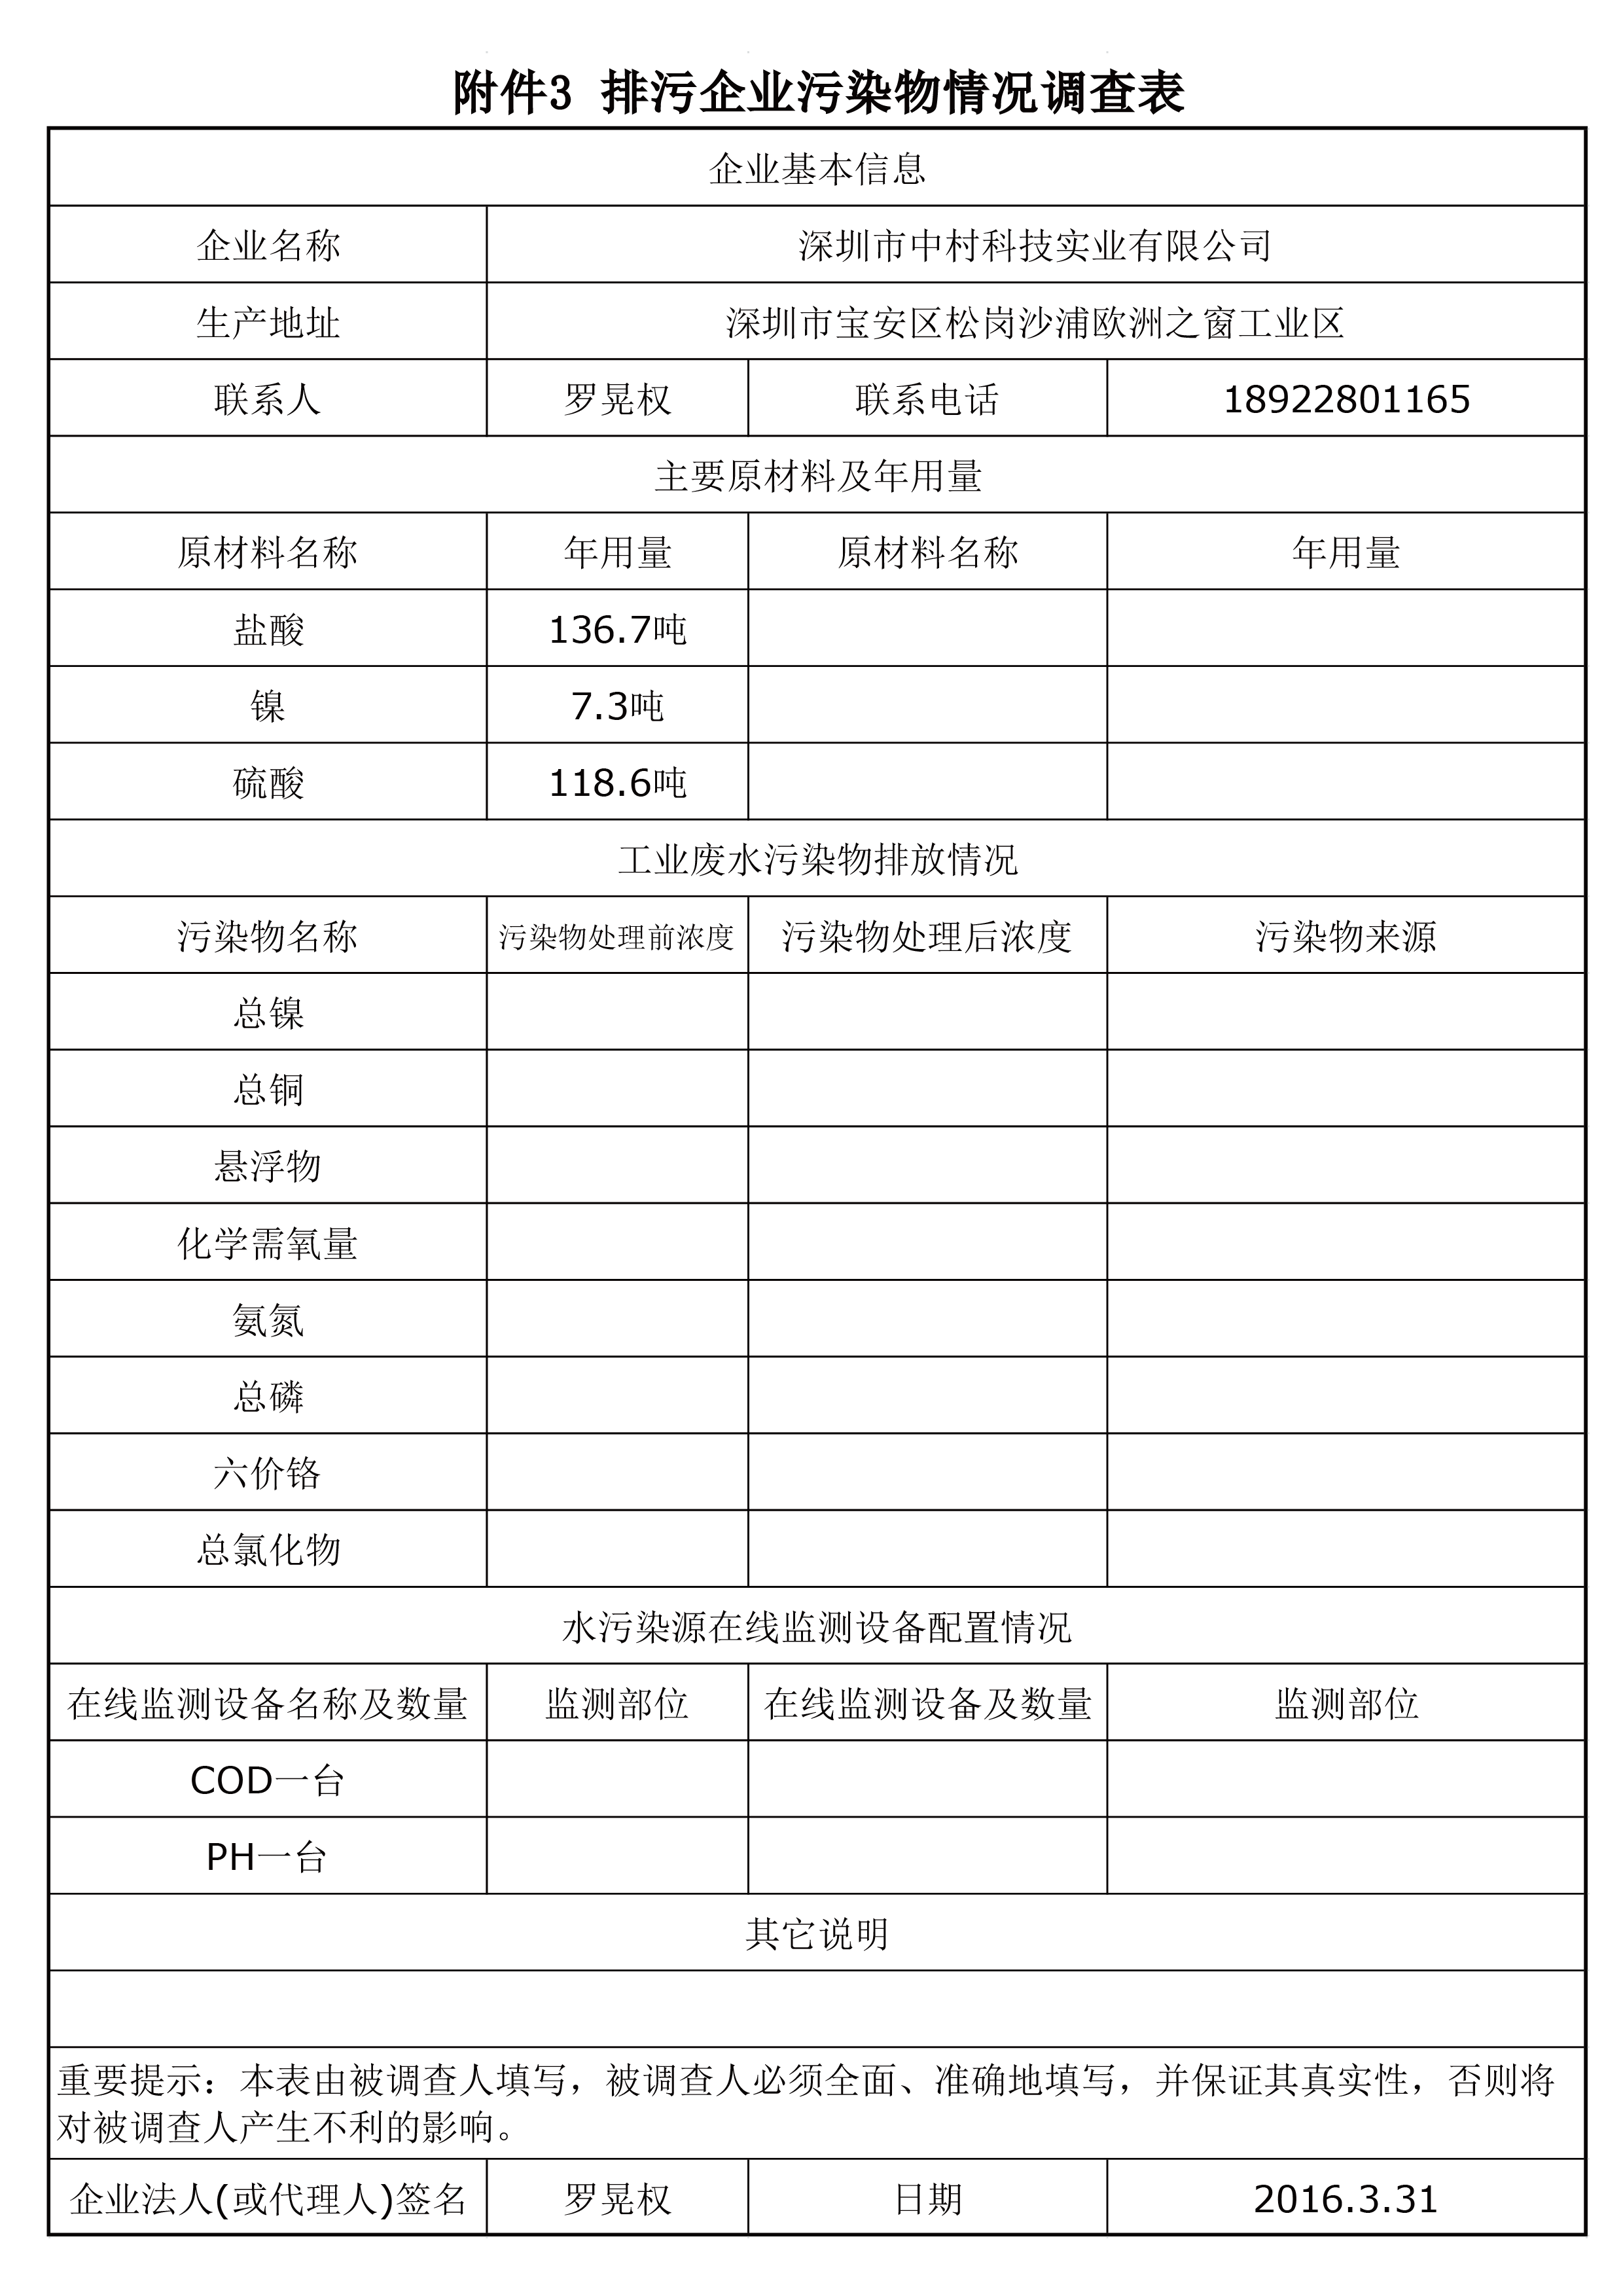 附件3 排污企业污染物情况调查表
企业基本信息
企业名称 深圳市中村科技实业有限公司
生产地址 深圳市宝安区松岗沙浦欧洲之窗工业区
联系人 罗晃权 联系电话 18922801165
主要原材料及年用量
原材料名称 年用量 原材料名称 年用量
盐酸 136.7吨
镍 7.3吨
硫酸 118.6吨
工业废水污染物排放情况
污染物名称 污染物处理前浓度 污染物处理后浓度 污染物来源
总镍
总铜
悬浮物
化学需氧量
氨氮
总磷
六价铬
总氯化物
水污染源在线监测设备配置情况
在线监测设备名称及数量 监测部位 在线监测设备及数量 监测部位
COD一台
PH一台
其它说明
重要提示：本表由被调查人填写，被调查人必须全面、准确地填写，并保证其真实性，否则将
对被调查人产生不利的影响。
企业法人(或代理人)签名 罗晃权 日期 2016.3.31